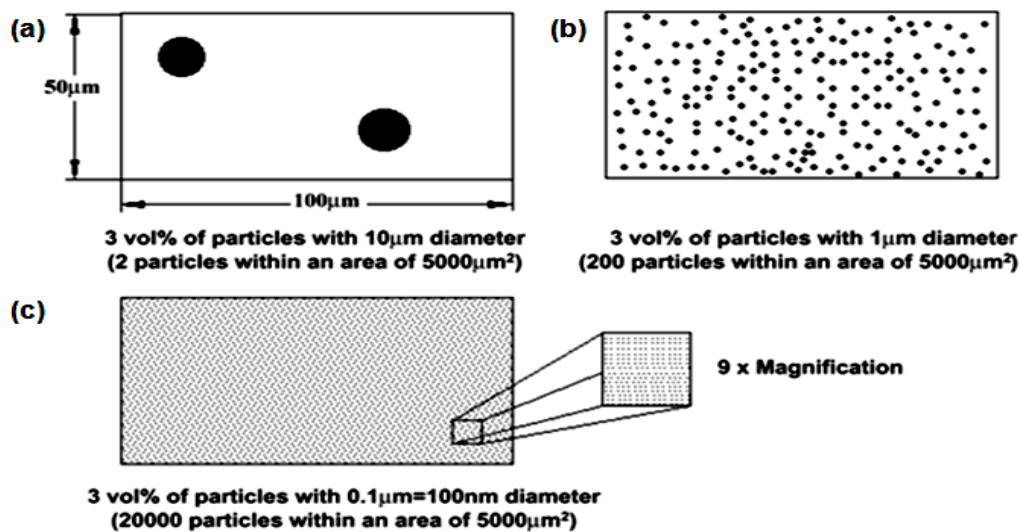 (a)
50μm
100μm
3 vol% of particles with 10μm diameter
(2 particles within an area of 5000μm²)
(b)
3 vol% of particles with 1μm diameter
(200 particles within an area of 5000μm²)
(c)
9 x Magnification
3 vol% of particles with 0.1μm=100nm diameter
(20000 particles within an area of 5000μm²)